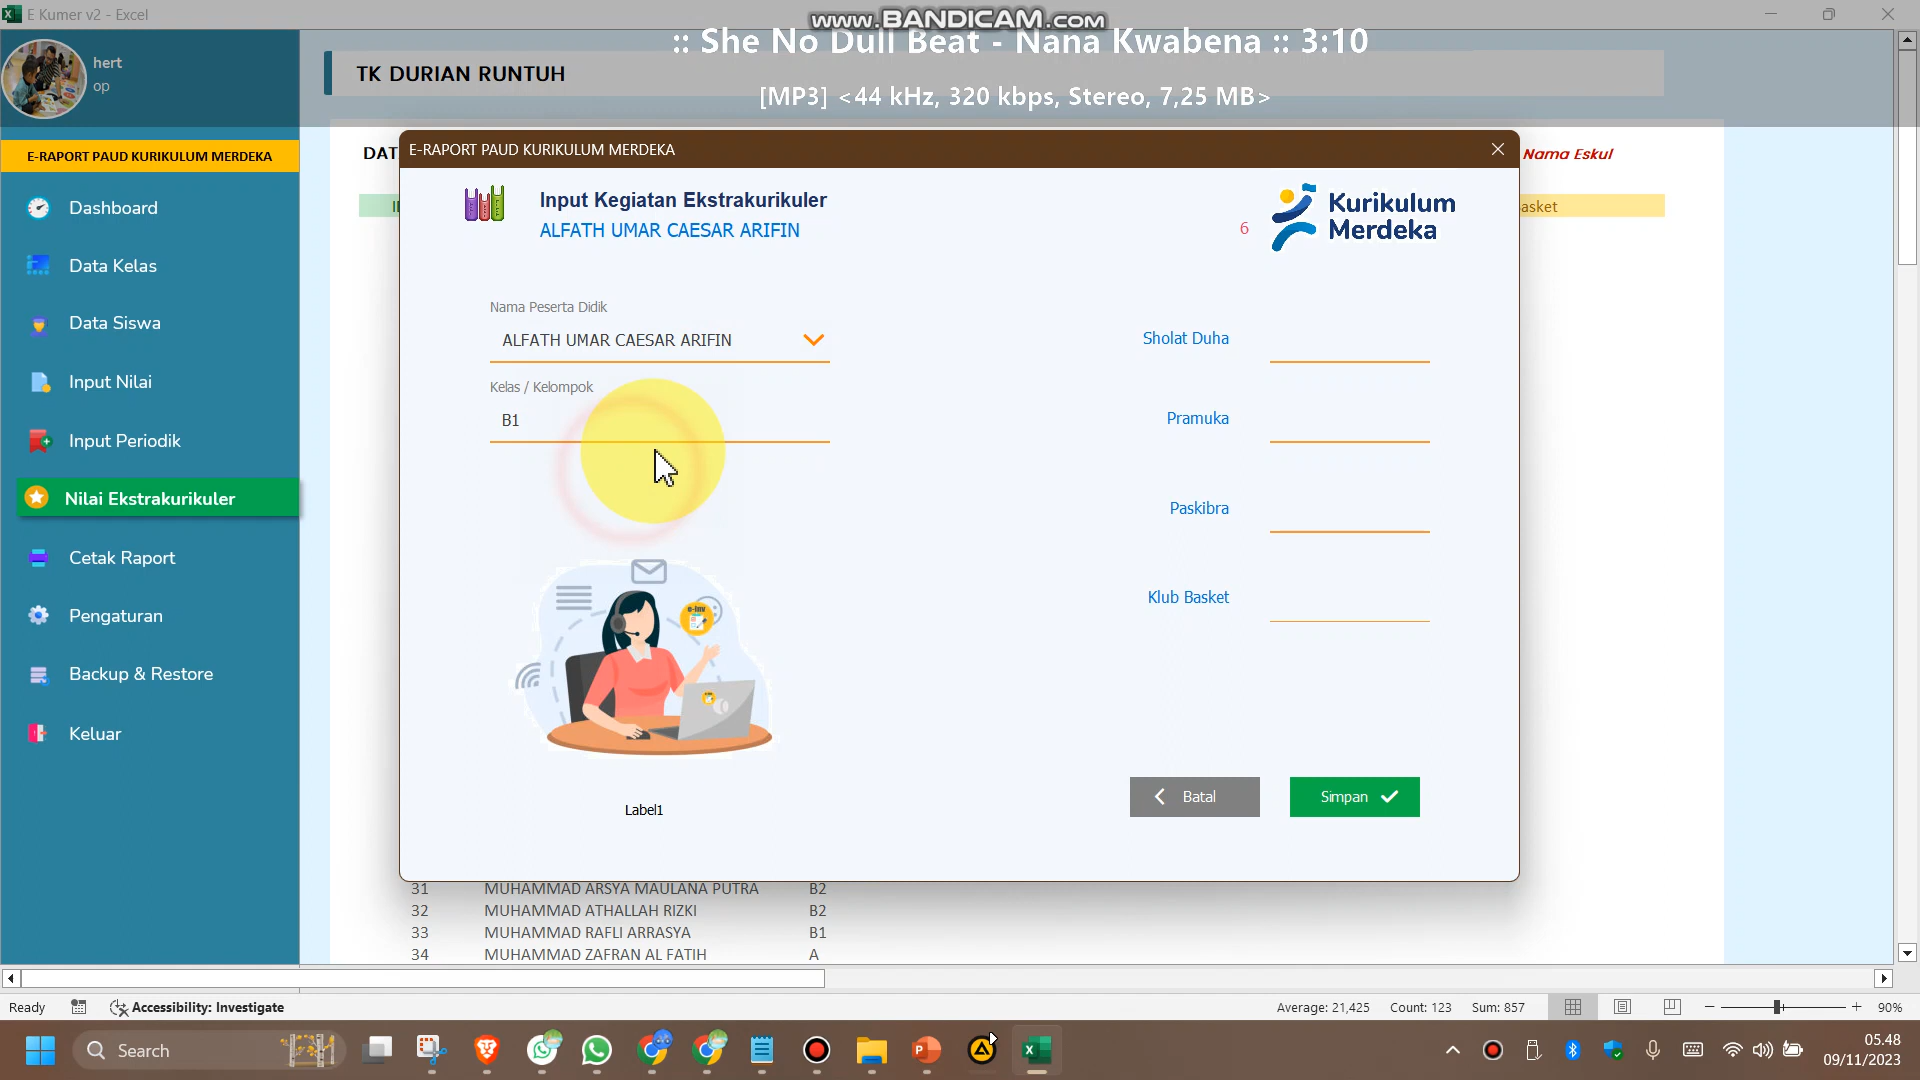 E Kumer v2 - Excel
www.BANDICAM.com
:: She No Dull Beat - Nana Kwabena :: 3:10
[MP3] <44 kHz, 320 kbps, Stereo, 7,25 MB>
hert
op
TK DURIAN RUNTUH
E-RAPORT PAUD KURIKULUM MERDEKA
Dashboard
Data Kelas
Data Siswa
Input Nilai
Input Periodik
Nilai Ekstrakurikuler
Cetak Raport
Pengaturan
Backup & Restore
Keluar
DAT
Nama Eskul
asket
E-RAPORT PAUD KURIKULUM MERDEKA
Input Kegiatan Ekstrakurikuler
ALFATH UMAR CAESAR ARIFIN
6
Kurikulum
Merdeka
Nama Peserta Didik
ALFATH UMAR CAESAR ARIFIN
Kelas / Kelompok
B1
Sholat Duha
Pramuka
Paskibra
Klub Basket
e-Inv
Label1
Batal
Simpan
31 MUHAMMAD ARSYA MAULANA PUTRA B2
32 MUHAMMAD ATHALLAH RIZKI B2
33 MUHAMMAD RAFLI ARRASYA B1
34 MUHAMMAD ZAFRAN AL FATIH A
Ready
Accessibility: Investigate
Average: 21,425 Count: 123 Sum: 857
90%
Search
05.48
09/11/2023